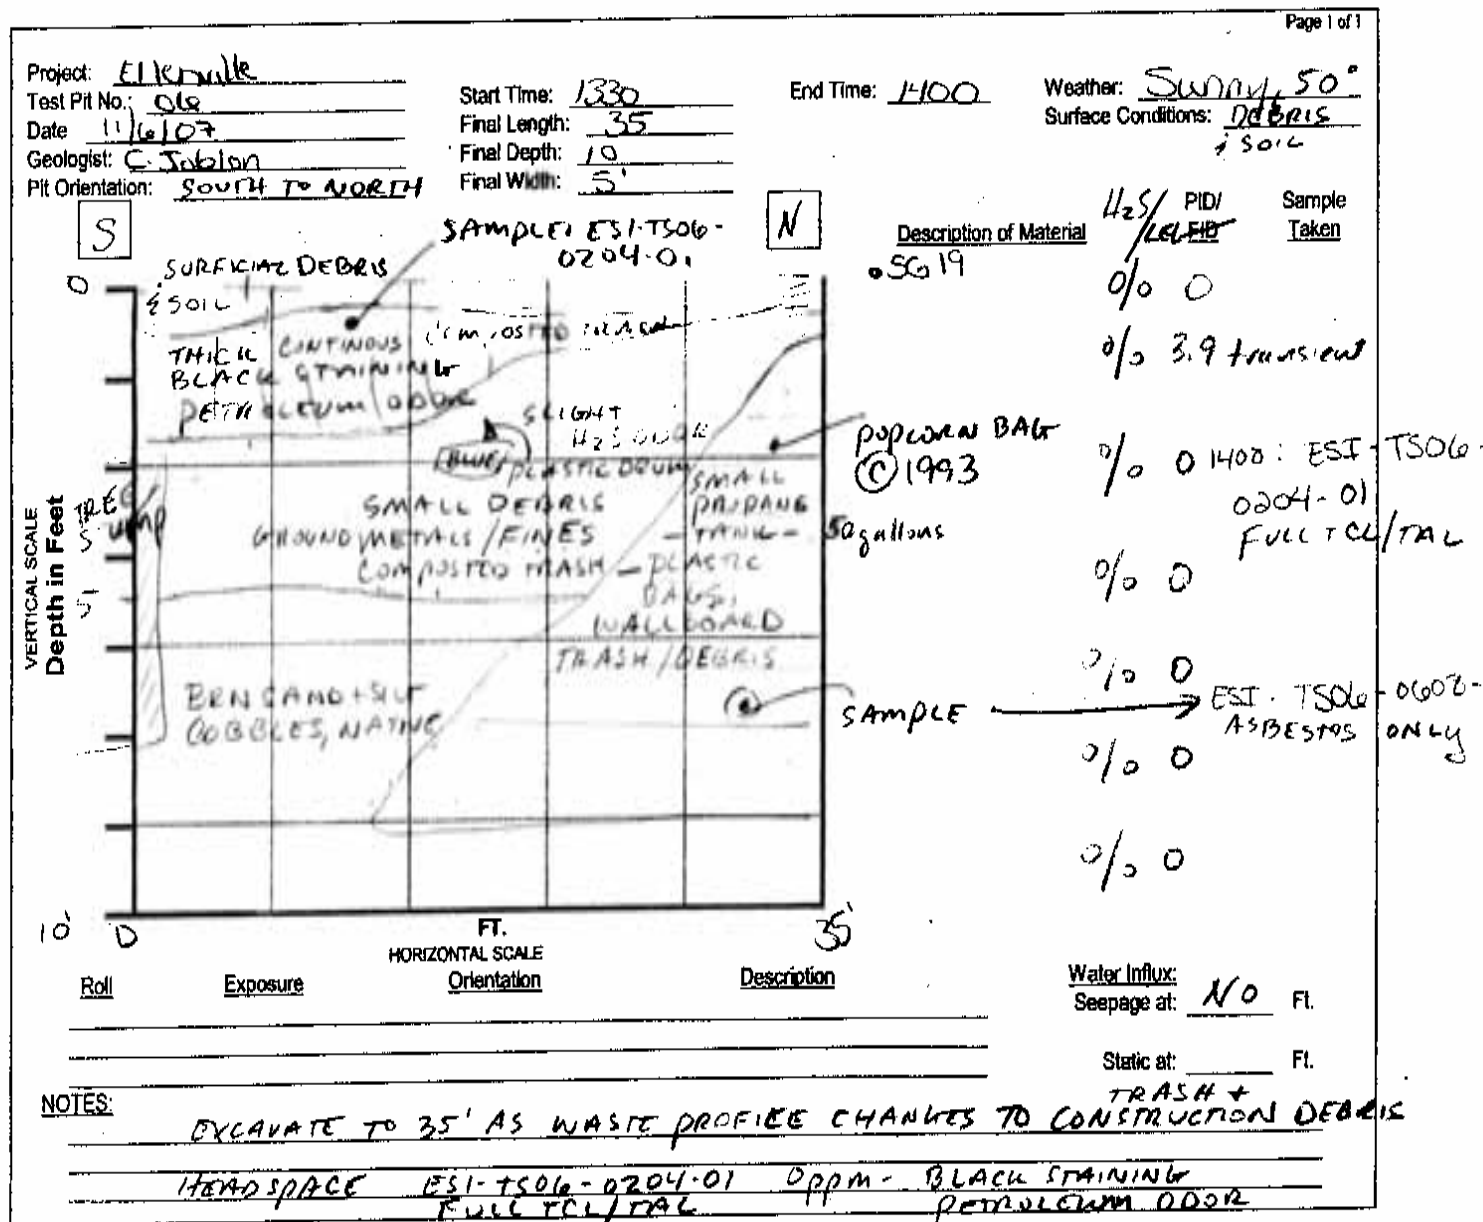 Page 1 of 1
Project: Ellenville
Test Pit No.: 06
Date 11/6/07
Geologist: C. Jablon
Pit Orientation: SOUTH TO NORTH
Start Time: 1330
Final Length: 35
Final Depth: 10
Final Width: 5'
End Time: 1400
Weather: Sunny, 50°
Surface Conditions: DEBRIS
& SOIL
S
SAMPLE: ESI-TS06-
0204-01
N
Description of Material
H2S/
LEL
PID/
FID
Sample
Taken
• SG 19
SURFICIAL DEBRIS
& SOIL
0
THICK CONTINOUS COMPOSTED TRASH
BLACK STAINING
PETROLEUM ODOR
SLIGHT
H2S ODOR
BLUE PLASTIC DRUM
POPCORN BAG
© 1993
SMALL DEBRIS
GROUND METALS / FINES
COMPOSTED TRASH
SMALL
PROPANE
- TANK - 50 gallons
PLASTIC
BAGS,
WALLBOARD
TRASH / DEBRIS
TREE
5'
5'
BRN SAND + SILT
COBBLES, NATIVE
SAMPLE
0/0 0
0/0 3.9 transient
0/0 0 1400: ESI-TS06-
0204-01
FULL TCL/TAL
0/0 0
0/0 0
ESI-TS06-
ASBESTOS ONLY
0/0 0
0/0 0
VERTICAL SCALE
Depth in Feet
10'
0
FT.
35'
HORIZONTAL SCALE
Roll
Exposure
Orientation
Description
Water Influx:
Seepage at: NO Ft.
Static at: Ft.
NOTES:
TRASH +
EXCAVATE TO 35' AS WASTE PROFILE CHANGES TO CONSTRUCTION DEBRIS
HEADSPACE ESI-TS06-0204-01 0ppm - BLACK STAINING
FULL TCL/TAL PETROLEUM ODOR